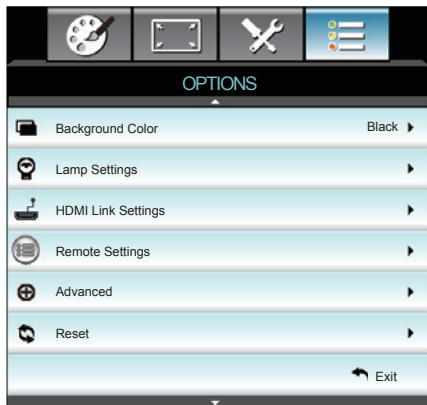 OPTIONS
Background Color Black
Lamp Settings
HDMI Link Settings
Remote Settings
Advanced
Reset
Exit